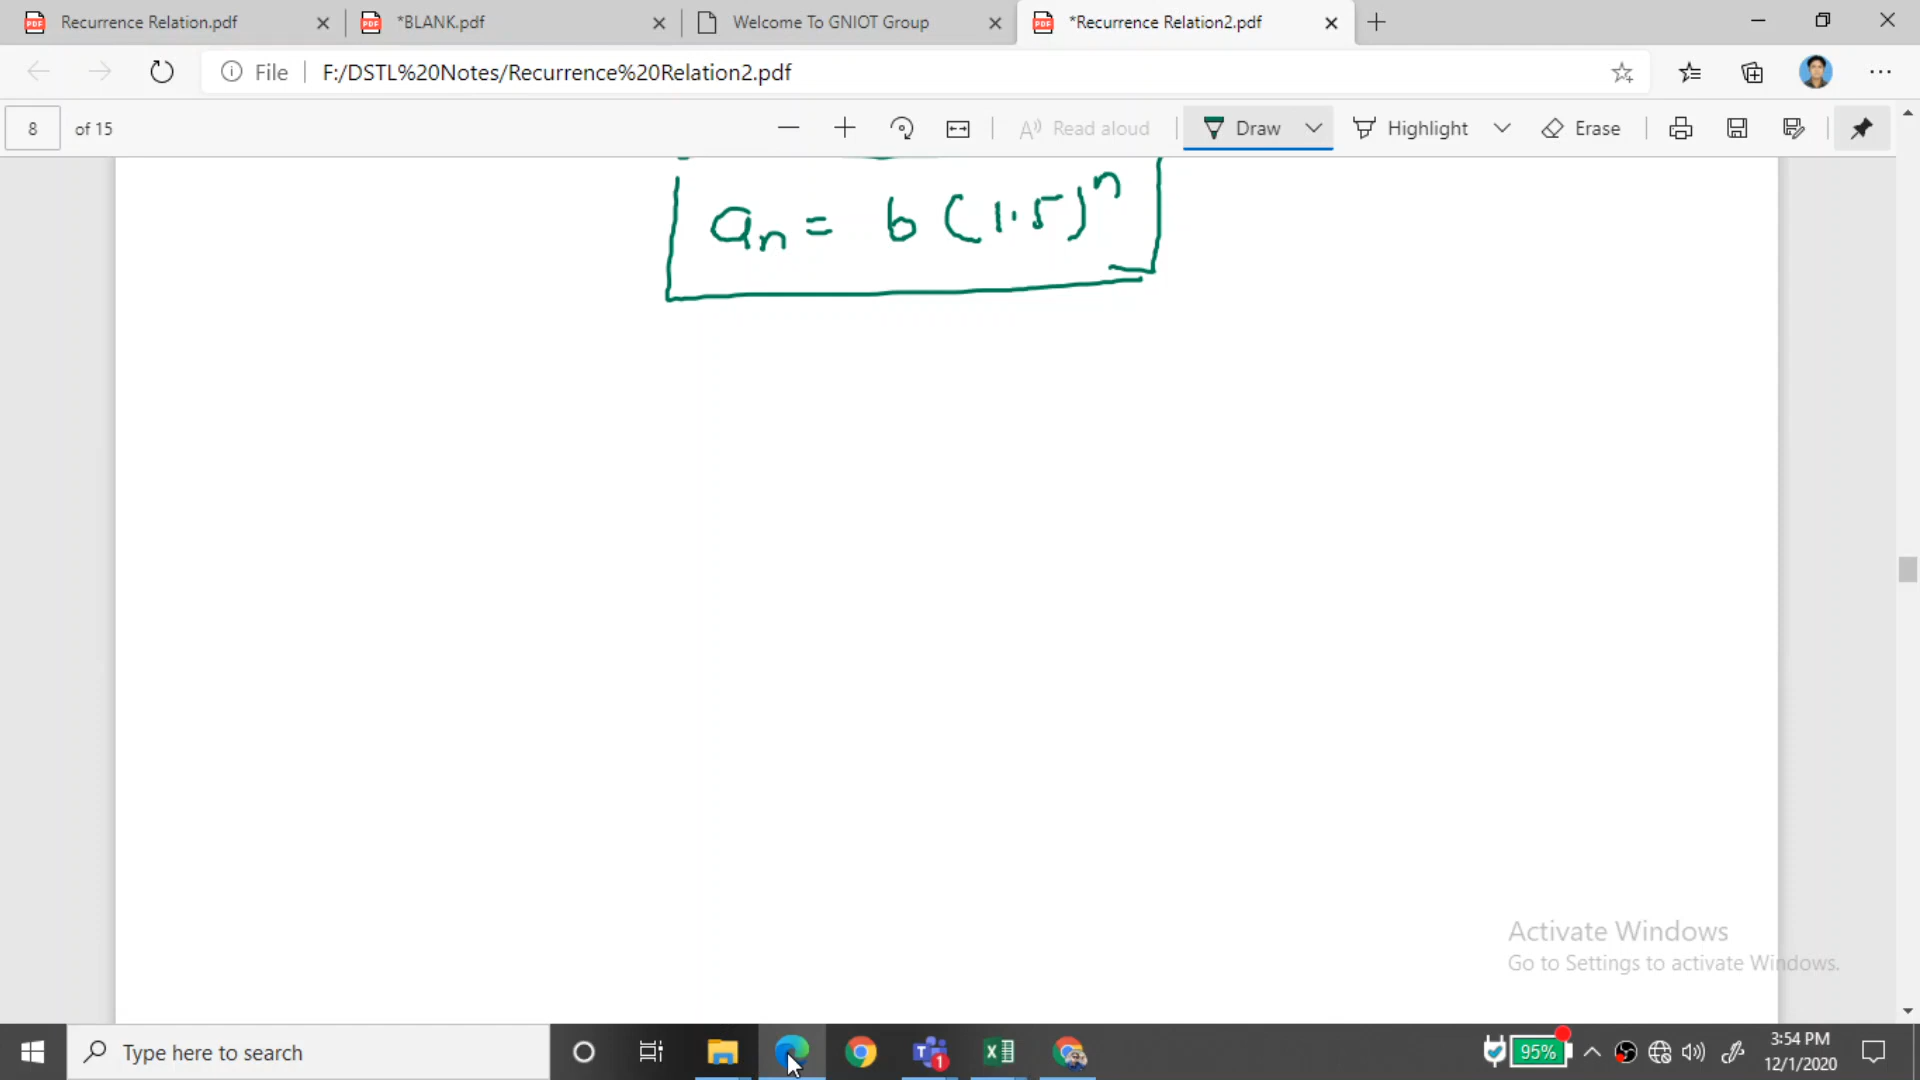 Recurrence Relation.pdf
*BLANK.pdf
Welcome To GNIOT Group
*Recurrence Relation2.pdf
File
F:/DSTL%20Notes/Recurrence%20Relation2.pdf
8 of 15
Read aloud
Draw
Highlight
Erase
an = b (1.5)^n
Activate Windows
Go to Settings to activate Windows.
Type here to search
1
95%
3:54 PM
12/1/2020